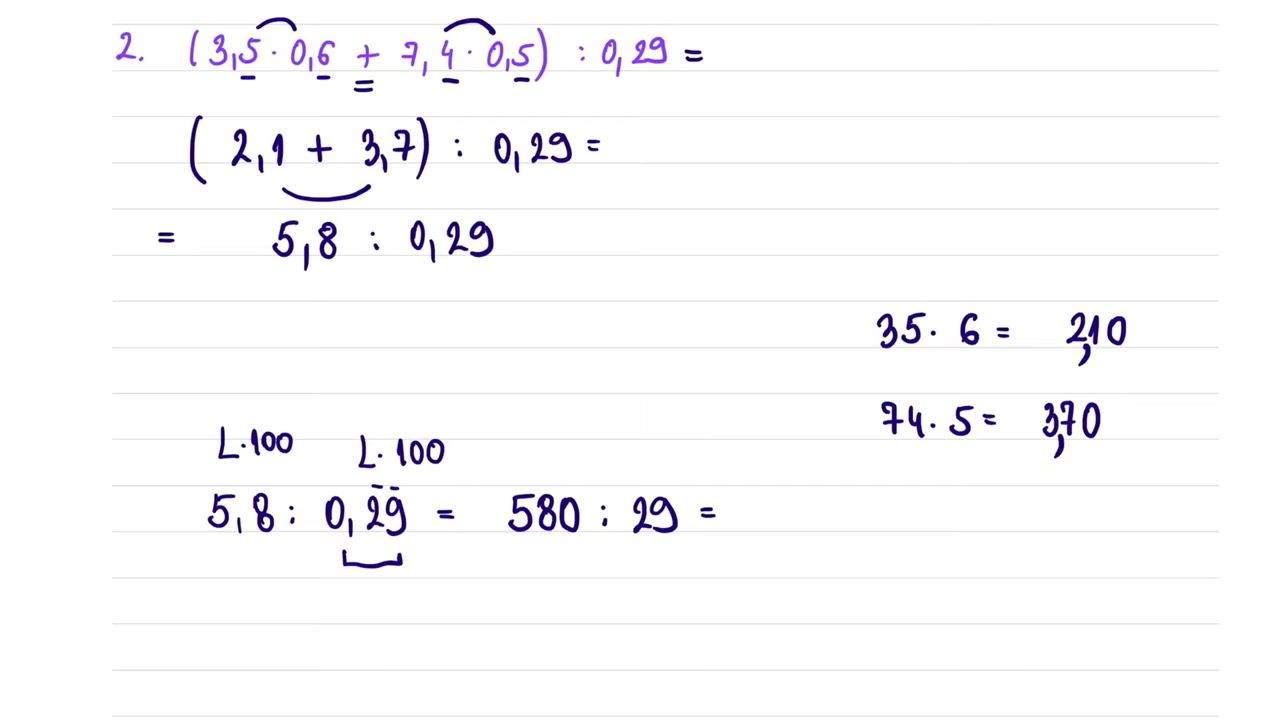 2. (3,5 · 0,6 + 7,4 · 0,5) : 0,29 =
( 2,1 + 3,7) : 0,29 =
= 5,8 : 0,29
35 · 6 = 2,10
74 · 5 = 3,70
L·100 L·100
5,8 : 0,29 = 580 : 29 =